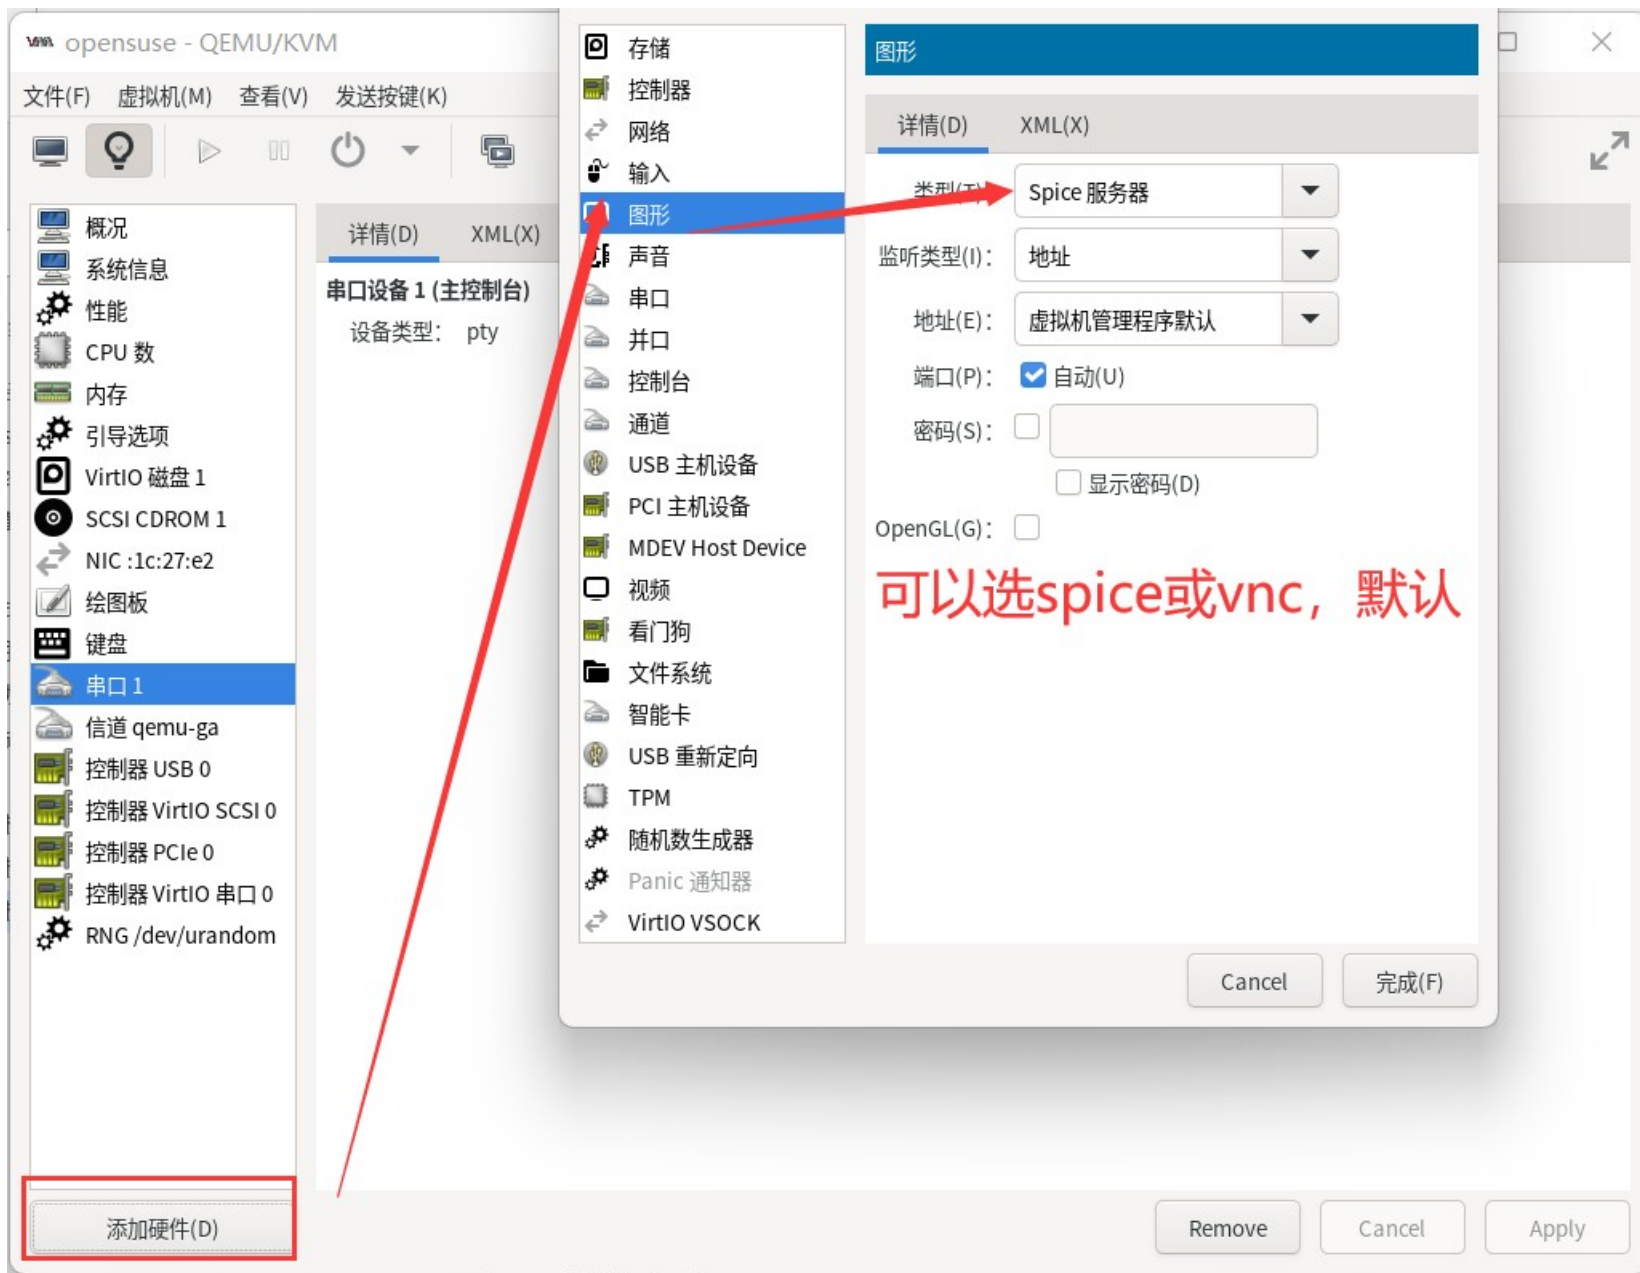 opensuse - QEMU/KVM
文件(F) 虚拟机(M) 查看(V) 发送按键(K)
概况
系统信息
性能
CPU 数
内存
引导选项
VirtIO 磁盘 1
SCSI CDROM 1
NIC :1c:27:e2
绘图板
键盘
串口 1
信道 qemu-ga
控制器 USB 0
控制器 VirtIO SCSI 0
控制器 PCIe 0
控制器 VirtIO 串口 0
RNG /dev/urandom
添加硬件(D)
详情(D) XML(X)
串口设备 1 (主控制台)
设备类型: pty
存储
控制器
网络
输入
图形
声音
串口
并口
控制台
通道
USB 主机设备
PCI 主机设备
MDEV Host Device
视频
看门狗
文件系统
智能卡
USB 重新定向
TPM
随机数生成器
Panic 通知器
VirtIO VSOCK
图形
详情(D) XML(X)
类型(T) Spice 服务器
监听类型(I): 地址
地址(E): 虚拟机管理程序默认
端口(P): 自动(U)
密码(S):
显示密码(D)
OpenGL(G):
可以选spice或vnc，默认
Cancel 完成(F)
Remove Cancel Apply